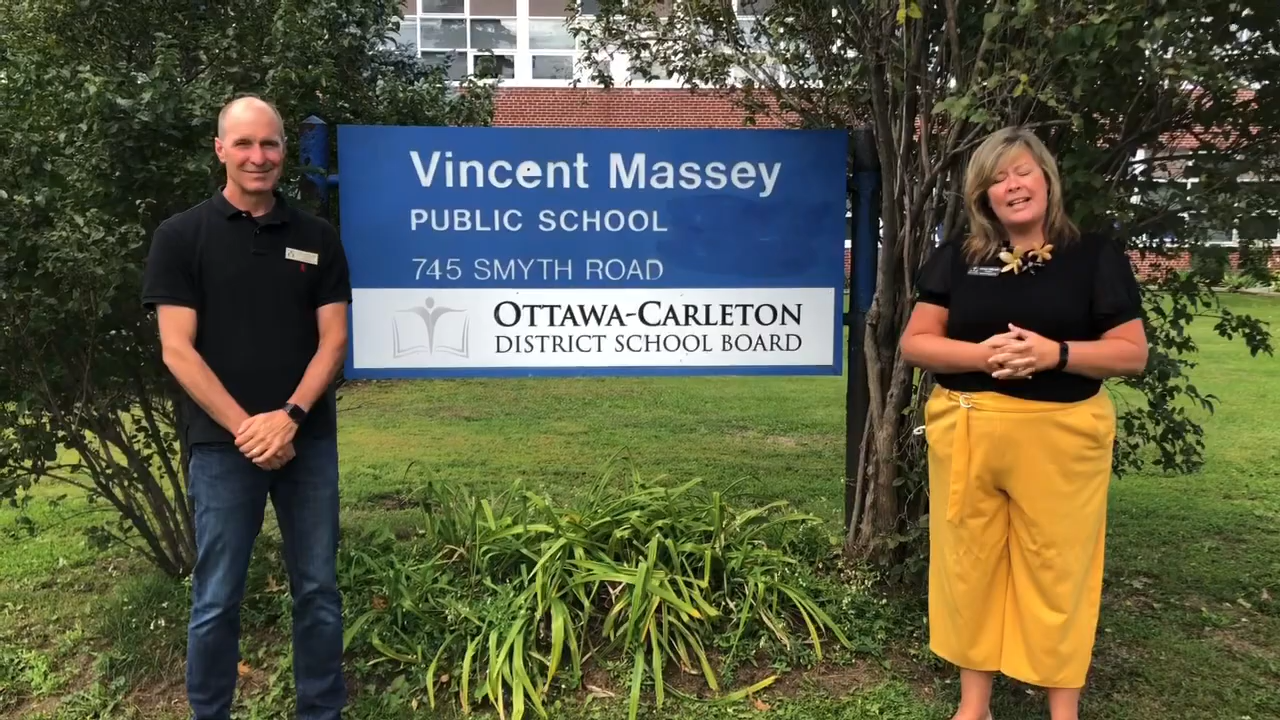 Vincent Massey
PUBLIC SCHOOL
745 SMYTH ROAD
OTTAWA-CARLETON
DISTRICT SCHOOL BOARD